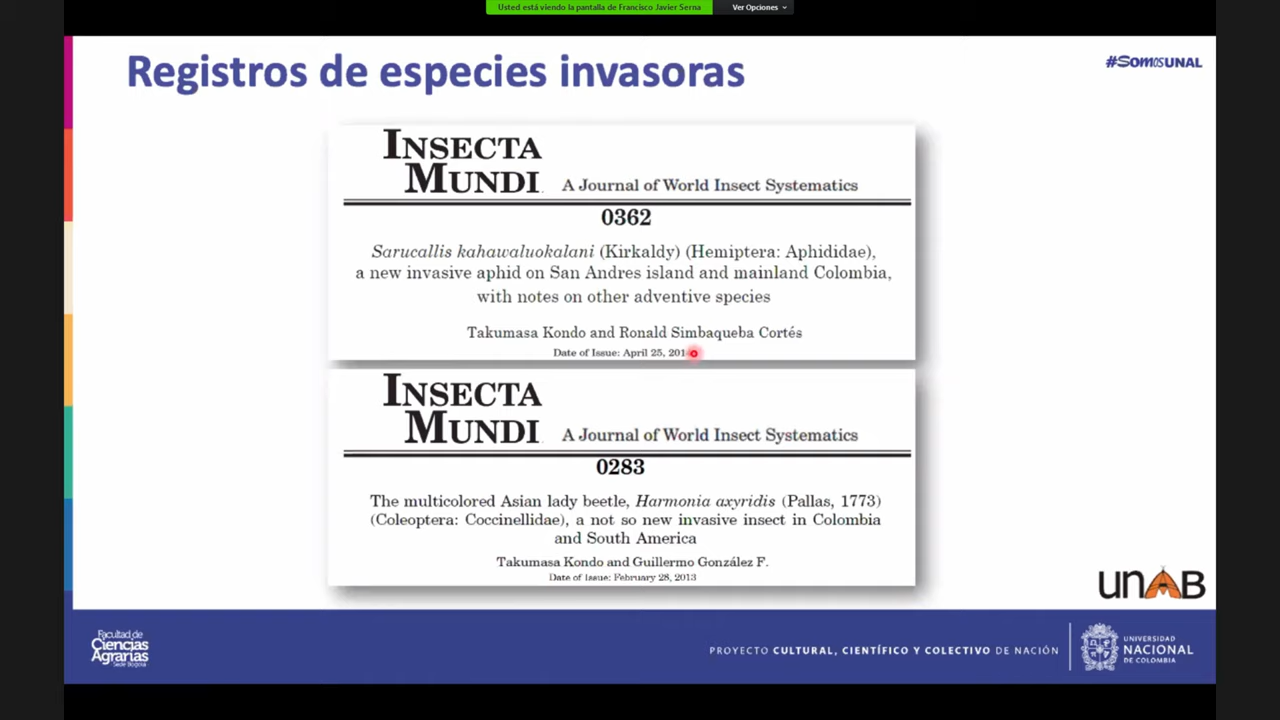 Usted está viendo la pantalla de Francisco Javier Serna
Ver Opciones
Registros de especies invasoras
#SomosUNAL
INSECTA
MUNDI
A Journal of World Insect Systematics
0362
Sarucallis kahawaluokalani (Kirkaldy) (Hemiptera: Aphididae),
a new invasive aphid on San Andres island and mainland Colombia,
with notes on other adventive species
Takumasa Kondo and Ronald Simbaqueba Cortés
Date of Issue: April 25,
INSECTA
MUNDI
A Journal of World Insect Systematics
0283
The multicolored Asian lady beetle, Harmonia axyridis (Pallas, 1773)
(Coleoptera: Coccinellidae), a not so new invasive insect in Colombia
and South America
Takumasa Kondo and Guillermo González F.
Date of Issue: February 28, 2013
UNAB
Facultad de
Ciencias
Agrarias
Sede Bogotá
PROYECTO CULTURAL, CIENTÍFICO Y COLECTIVO DE NACIÓN
UNIVERSIDAD
NACIONAL
DE COLOMBIA